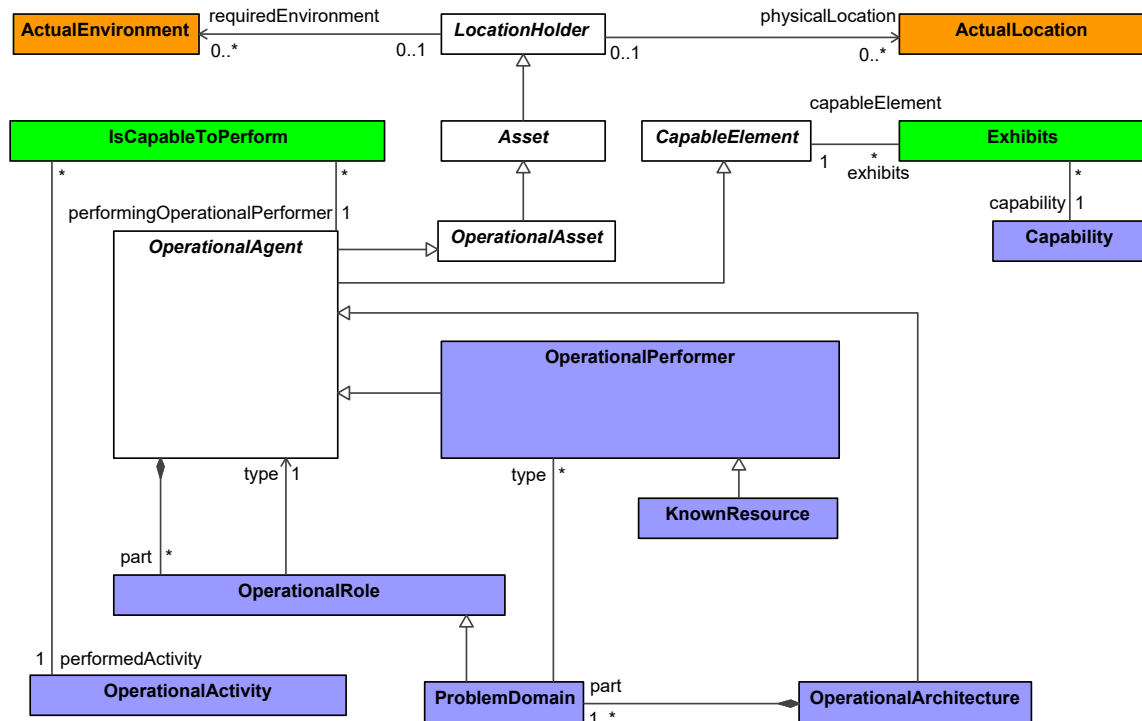 requiredEnvironment
physicalLocation
ActualEnvironment
LocationHolder
ActualLocation
0..*
0..1
0..1
0..*
capableElement
IsCapableToPerform
Asset
CapableElement
Exhibits
*
*
1
*
exhibits
*
performingOperationalPerformer
1
capability
1
OperationalAgent
OperationalAsset
Capability
OperationalPerformer
type
1
type
*
KnownResource
part
*
OperationalRole
1
performedActivity
OperationalActivity
ProblemDomain
part
1..*
OperationalArchitecture